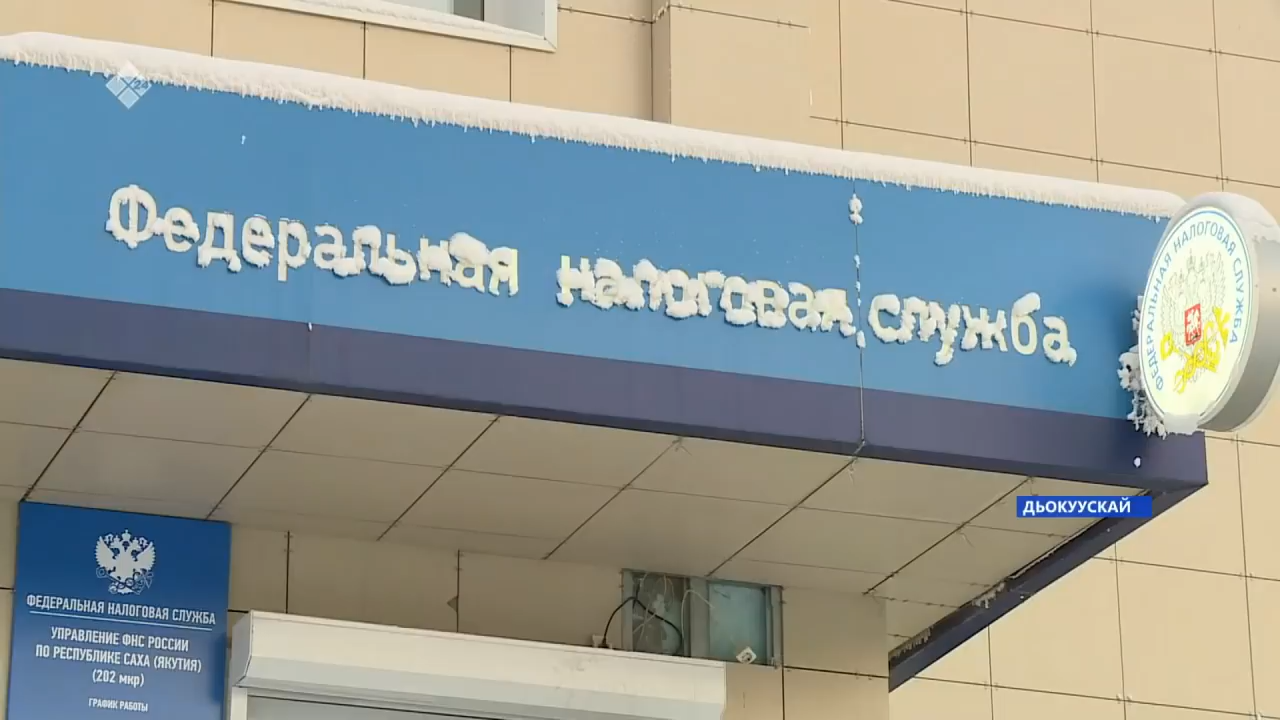 Федеральная налоговая служба
ФЕДЕРАЛЬНАЯ НАЛОГОВАЯ СЛУЖБА
ДЬОКУУСКАЙ
ФЕДЕРАЛЬНАЯ НАЛОГОВАЯ СЛУЖБА
УПРАВЛЕНИЕ ФНС РОССИИ
ПО РЕСПУБЛИКЕ САХА (ЯКУТИЯ)
(202 мкр)
ГРАФИК РАБОТЫ